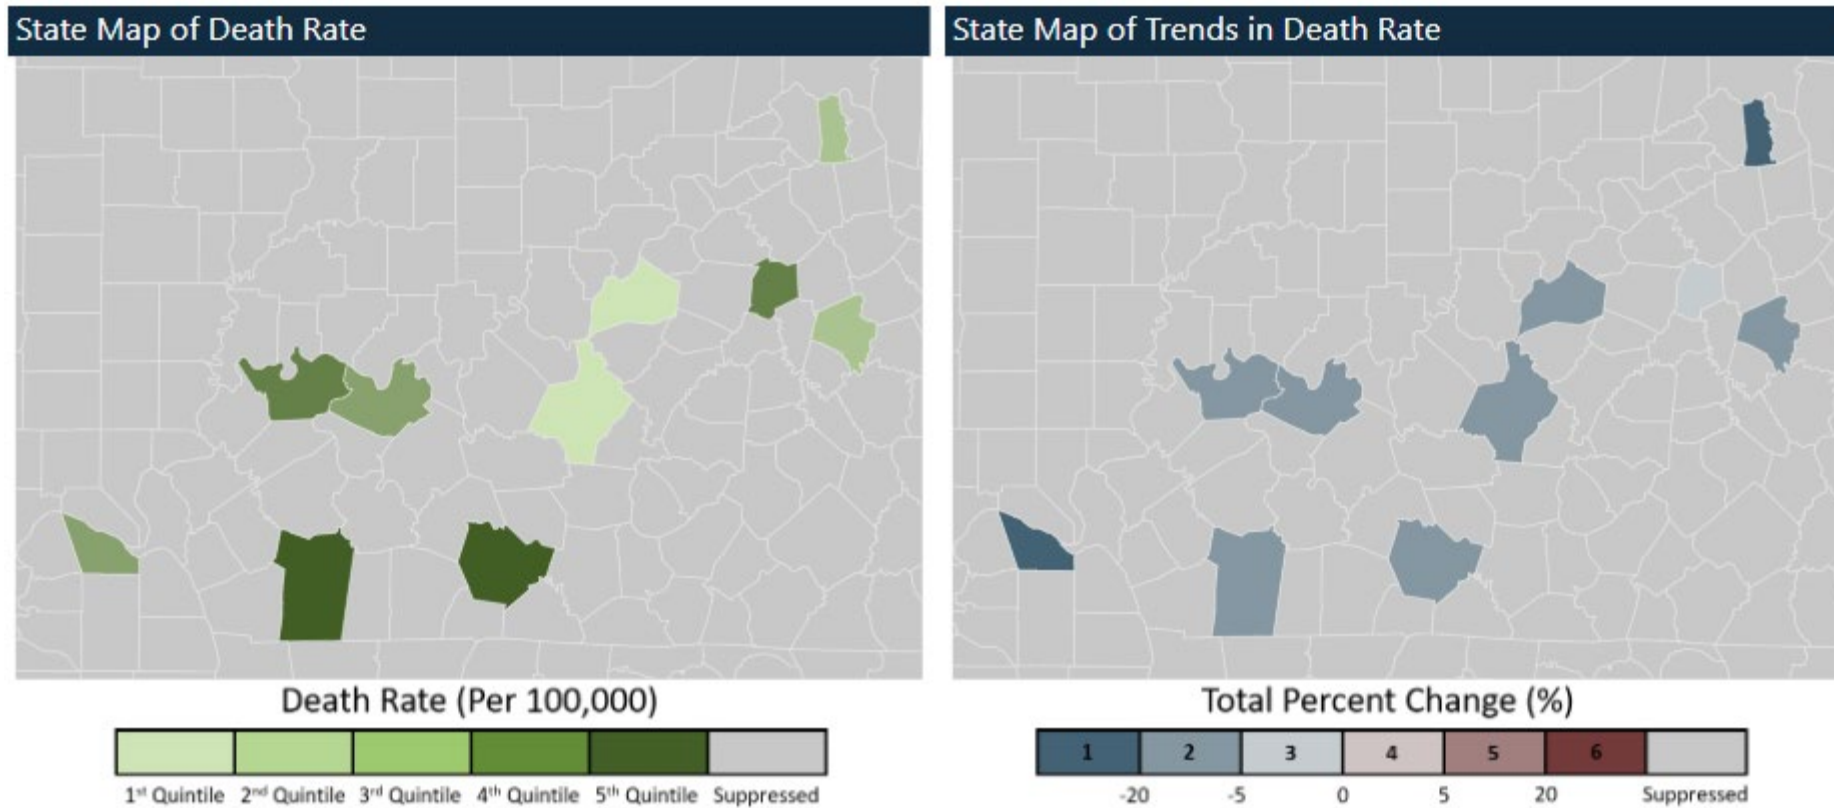 State Map of Death Rate
State Map of Trends in Death Rate
Death Rate (Per 100,000)
1st Quintile 2nd Quintile 3rd Quintile 4th Quintile 5th Quintile Suppressed
Total Percent Change (%)
1 2 3 4 5 6
-20 -5 0 5 20 Suppressed